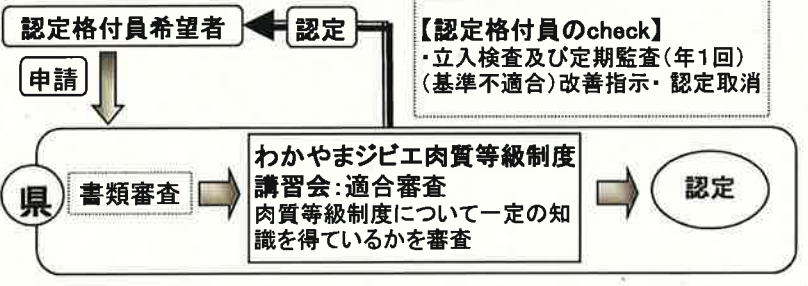 認定格付員希望者
認定
【認定格付員のcheck】
・立入検査及び定期監査(年1回)
(基準不適合)改善指示・認定取消
申請
県
書類審査
わかやまジビエ肉質等級制度
講習会:適合審査
肉質等級制度について一定の知
識を得ているかを審査
認定